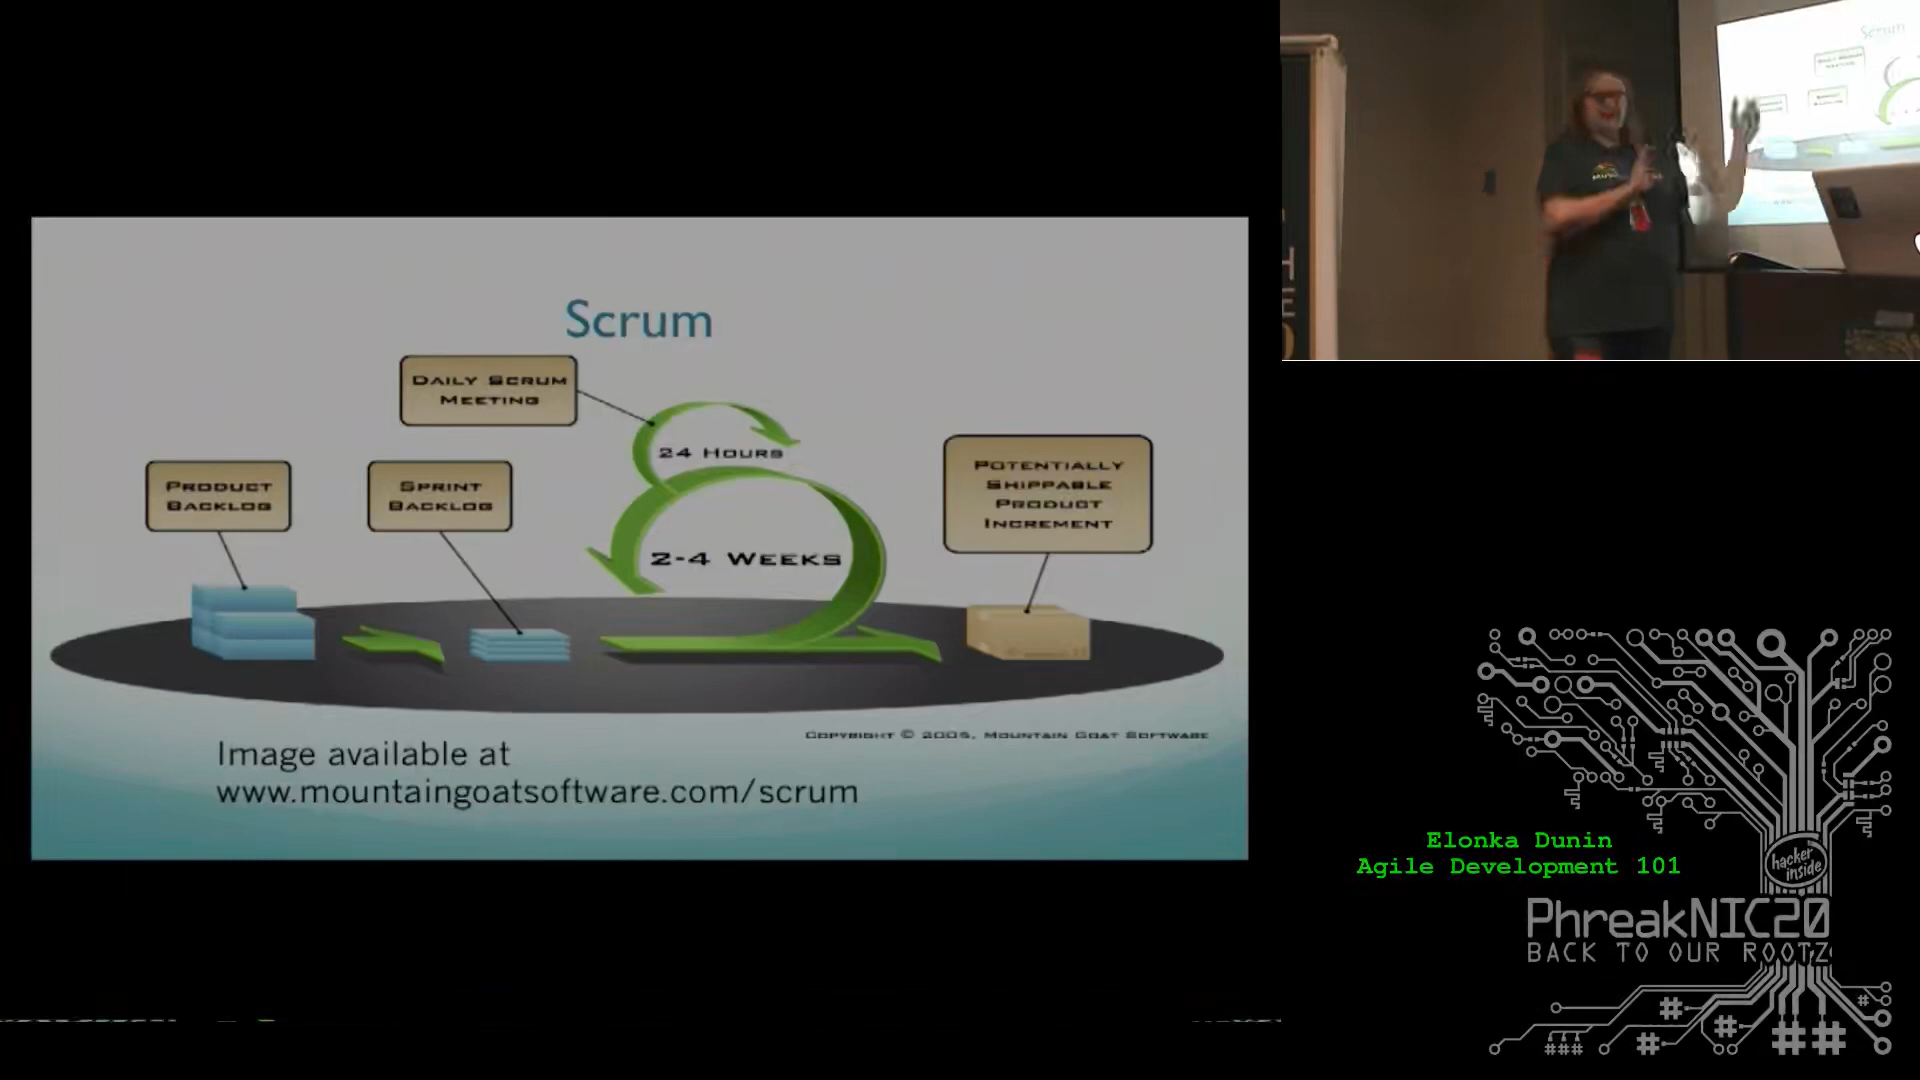 Scrum
DAILY SCRUM
MEETING
24 HOURS
PRODUCT
BACKLOG
SPRINT
BACKLOG
POTENTIALLY
SHIPPABLE
PRODUCT
INCREMENT
2-4 WEEKS
COPYRIGHT © 2005, MOUNTAIN GOAT SOFTWARE
Image available at
www.mountaingoatsoftware.com/scrum
Scrum
Elonka Dunin
Agile Development 101
hacker
inside
PhreakNIC20
BACK TO OUR ROOTZ